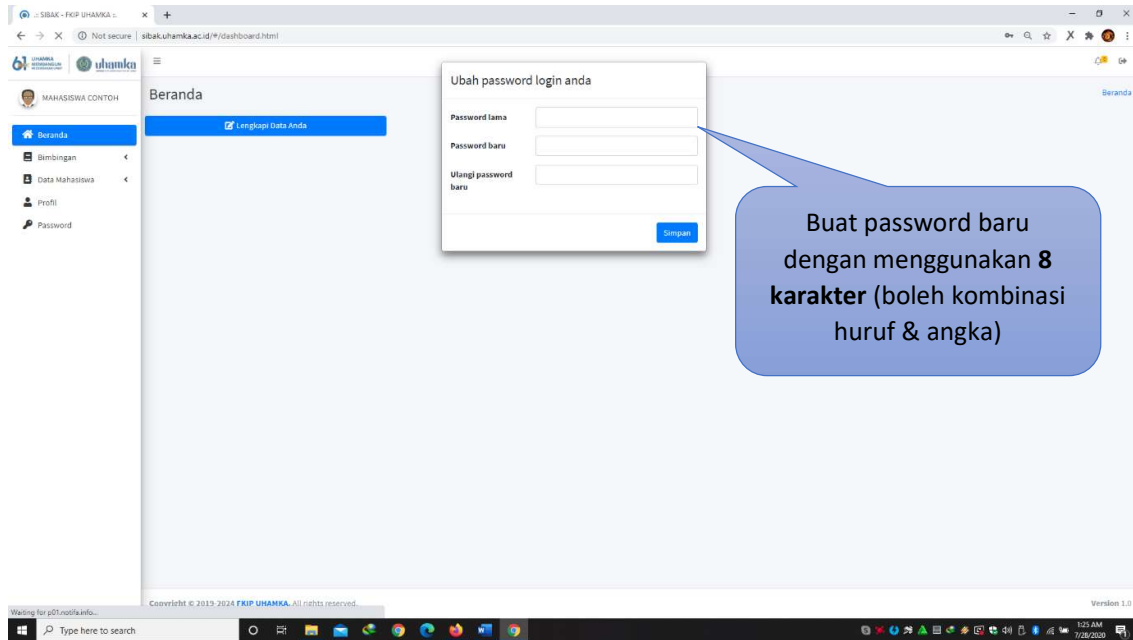 .:: SIBAK - FKIP UHAMKA ::.
Not secure | sibak.uhamka.ac.id/#/dashboard.html
61 UHAMKA
uhamka
MAHASISWA CONTOH
Beranda
Bimbingan
Data Mahasiswa
Profil
Password
Beranda
Beranda
Lengkapi Data Anda
Ubah password login anda
Password lama
Password baru
Ulangi password
baru
Simpan
Buat password baru
dengan menggunakan 8
karakter (boleh kombinasi
huruf & angka)
Copyright © 2019-2024 FKIP UHAMKA. All rights reserved.
Version 1.0
Waiting for p01.notifa.info...
Type here to search
1:25 AM
7/28/2020